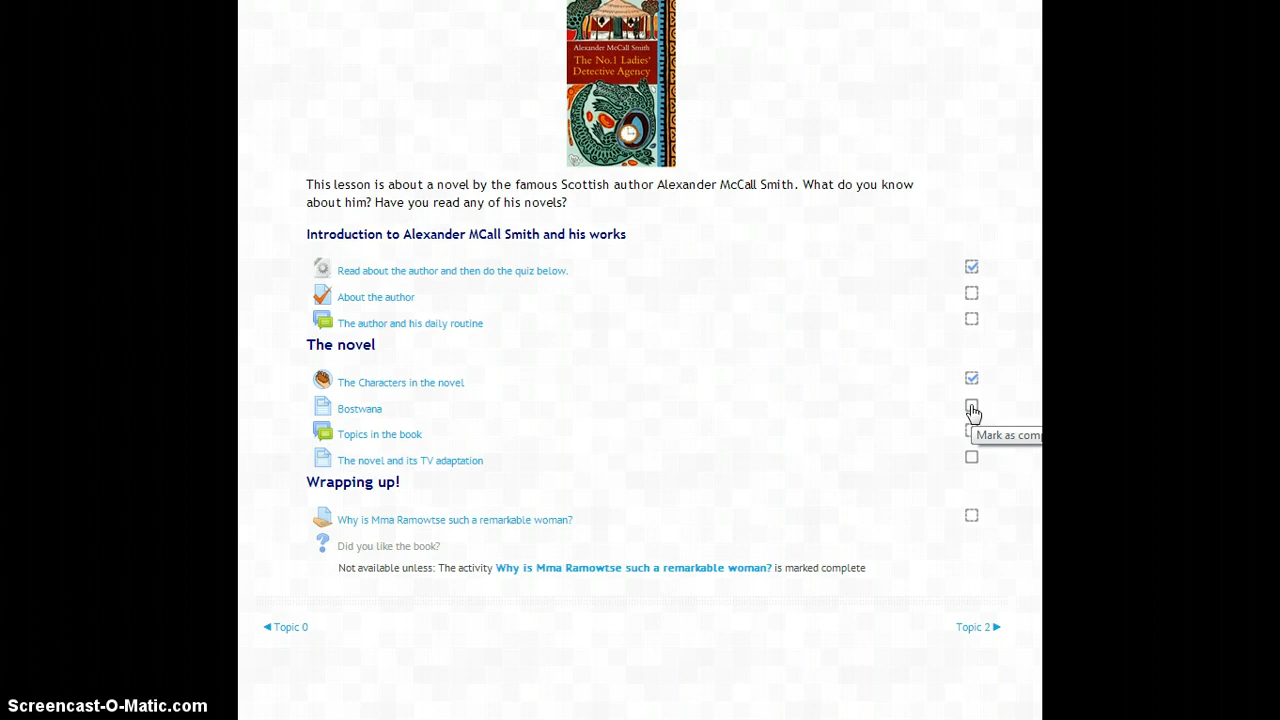 Alexander McCall Smith
The No.1 Ladies'
Detective Agency
This lesson is about a novel by the famous Scottish author Alexander McCall Smith. What do you know
about him? Have you read any of his novels?
Introduction to Alexander MCall Smith and his works
Read about the author and then do the quiz below.
About the author
The author and his daily routine
The novel
The Characters in the novel
Bostwana
Topics in the book
Mark as comp
The novel and its TV adaptation
Wrapping up!
Why is Mma Ramowtse such a remarkable woman?
Did you like the book?
Not available unless: The activity Why is Mma Ramowtse such a remarkable woman? is marked complete
◀ Topic 0
Topic 2 ▶
Screencast-O-Matic.com